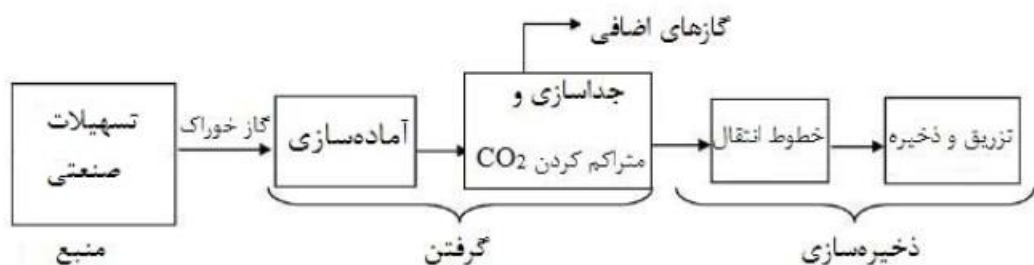 گازهای اضافی
تسهیلات
صنعتی
گاز خوراک
آماده‌سازی
جداسازی و
متراکم کردن CO₂
خطوط انتقال
تزریق و ذخیره
منبع
گرفتن
ذخیره‌سازی